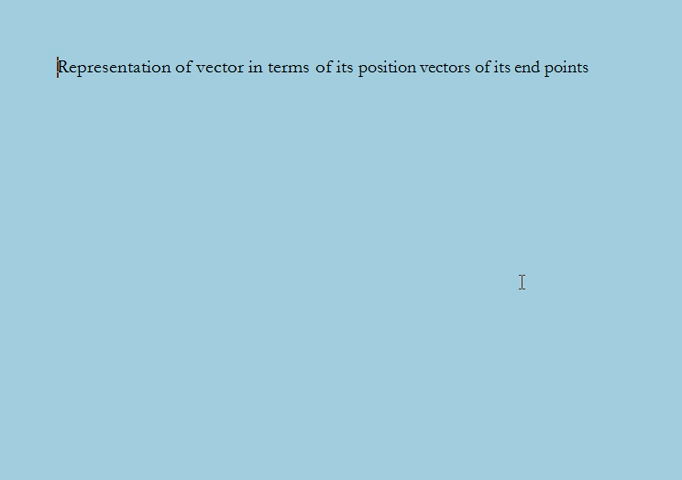 Representation of vector in terms of its position vectors of its end points